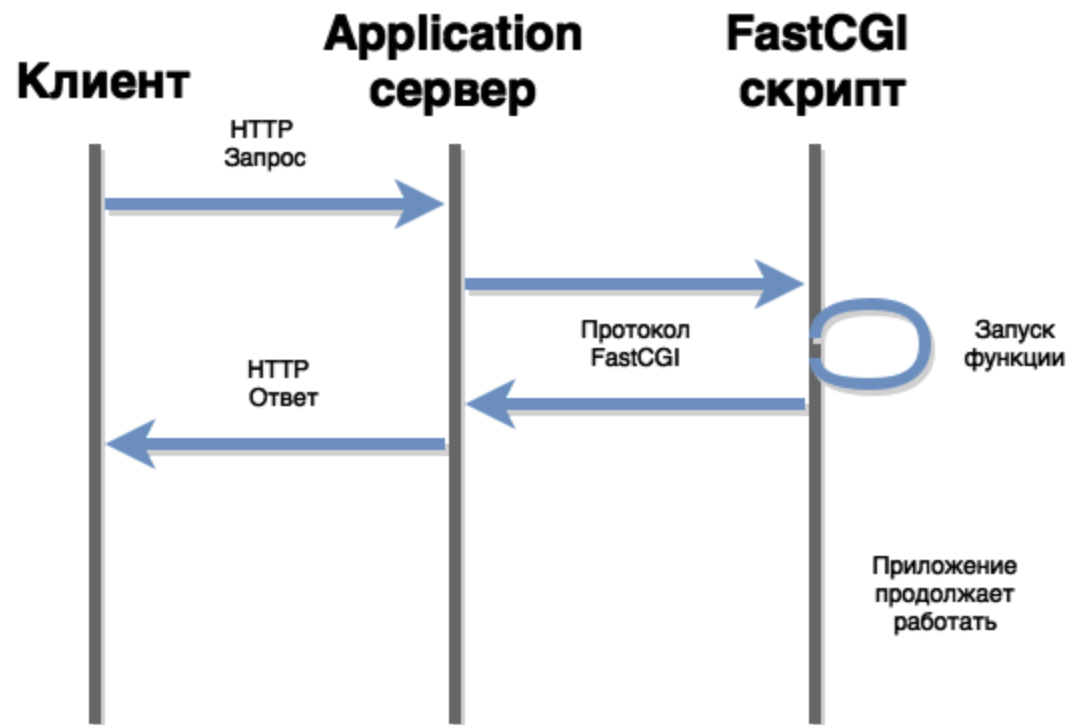 Клиент
Application
сервер
FastCGI
скрипт
HTTP
Запрос
Протокол
FastCGI
Запуск
функции
HTTP
Ответ
Приложение
продолжает
работать